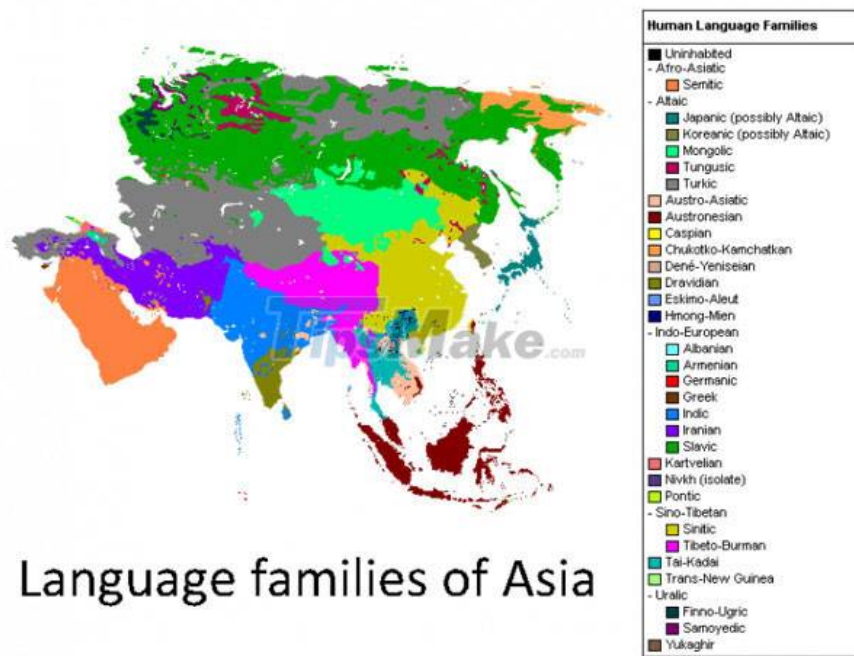 Human Language Families
Uninhabited
- Afro-Asiatic
Semitic
- Altaic
Japanic (possibly Altaic)
Koreanic (possibly Altaic)
Mongolic
Tungusic
Turkic
Austro-Asiatic
Austronesian
Caspian
Chukotko-Kamchatkan
Dené-Yeniseian
Dravidian
Eskimo-Aleut
Hmong-Mien
- Indo-European
Albanian
Armenian
Germanic
Greek
Indic
Iranian
Slavic
Kartvelian
Nivkh (isolate)
Pontic
- Sino-Tibetan
Sinitic
Tibeto-Burman
Tai-Kadai
Trans-New Guinea
- Uralic
Finno-Ugric
Samoyedic
Yukaghir
TipsMake.com
Language families of Asia